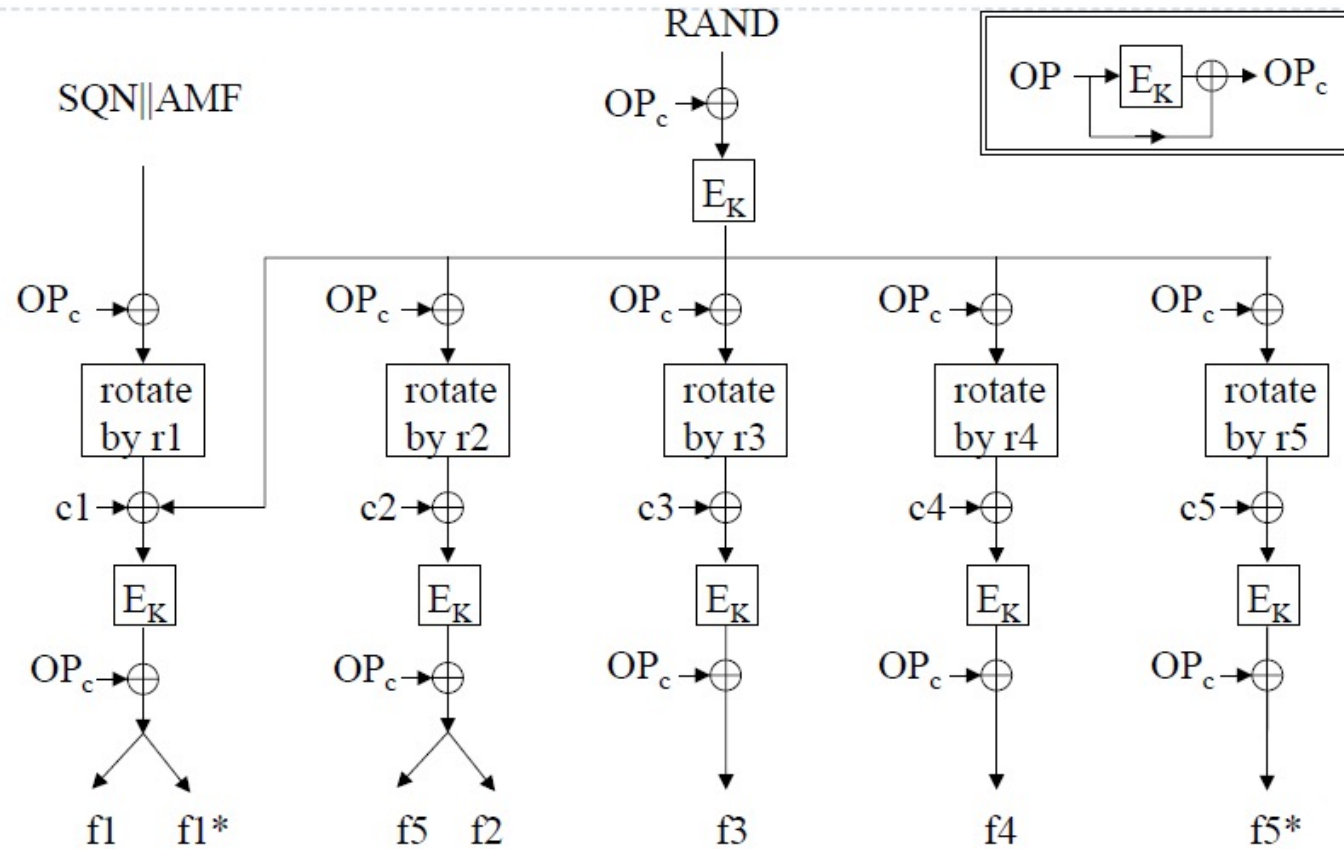 RAND
OP E_K OP_c
SQN||AMF
OP_c
E_K
OP_c OP_c OP_c OP_c OP_c
rotate rotate rotate rotate rotate
by r1 by r2 by r3 by r4 by r5
c1 c2 c3 c4 c5
E_K E_K E_K E_K E_K
OP_c OP_c OP_c OP_c OP_c
f1 f1* f5 f2 f3 f4 f5*